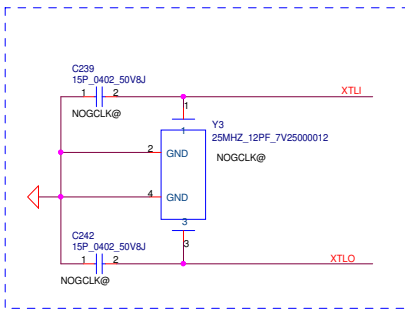 C239
15P_0402_50V8J
1 2
XTLI
NOGCLK@
1
1
Y3
25MHZ_12PF_7V25000012
2 GND
NOGCLK@
4 GND
3
C242
15P_0402_50V8J
3
1 2
XTLO
NOGCLK@